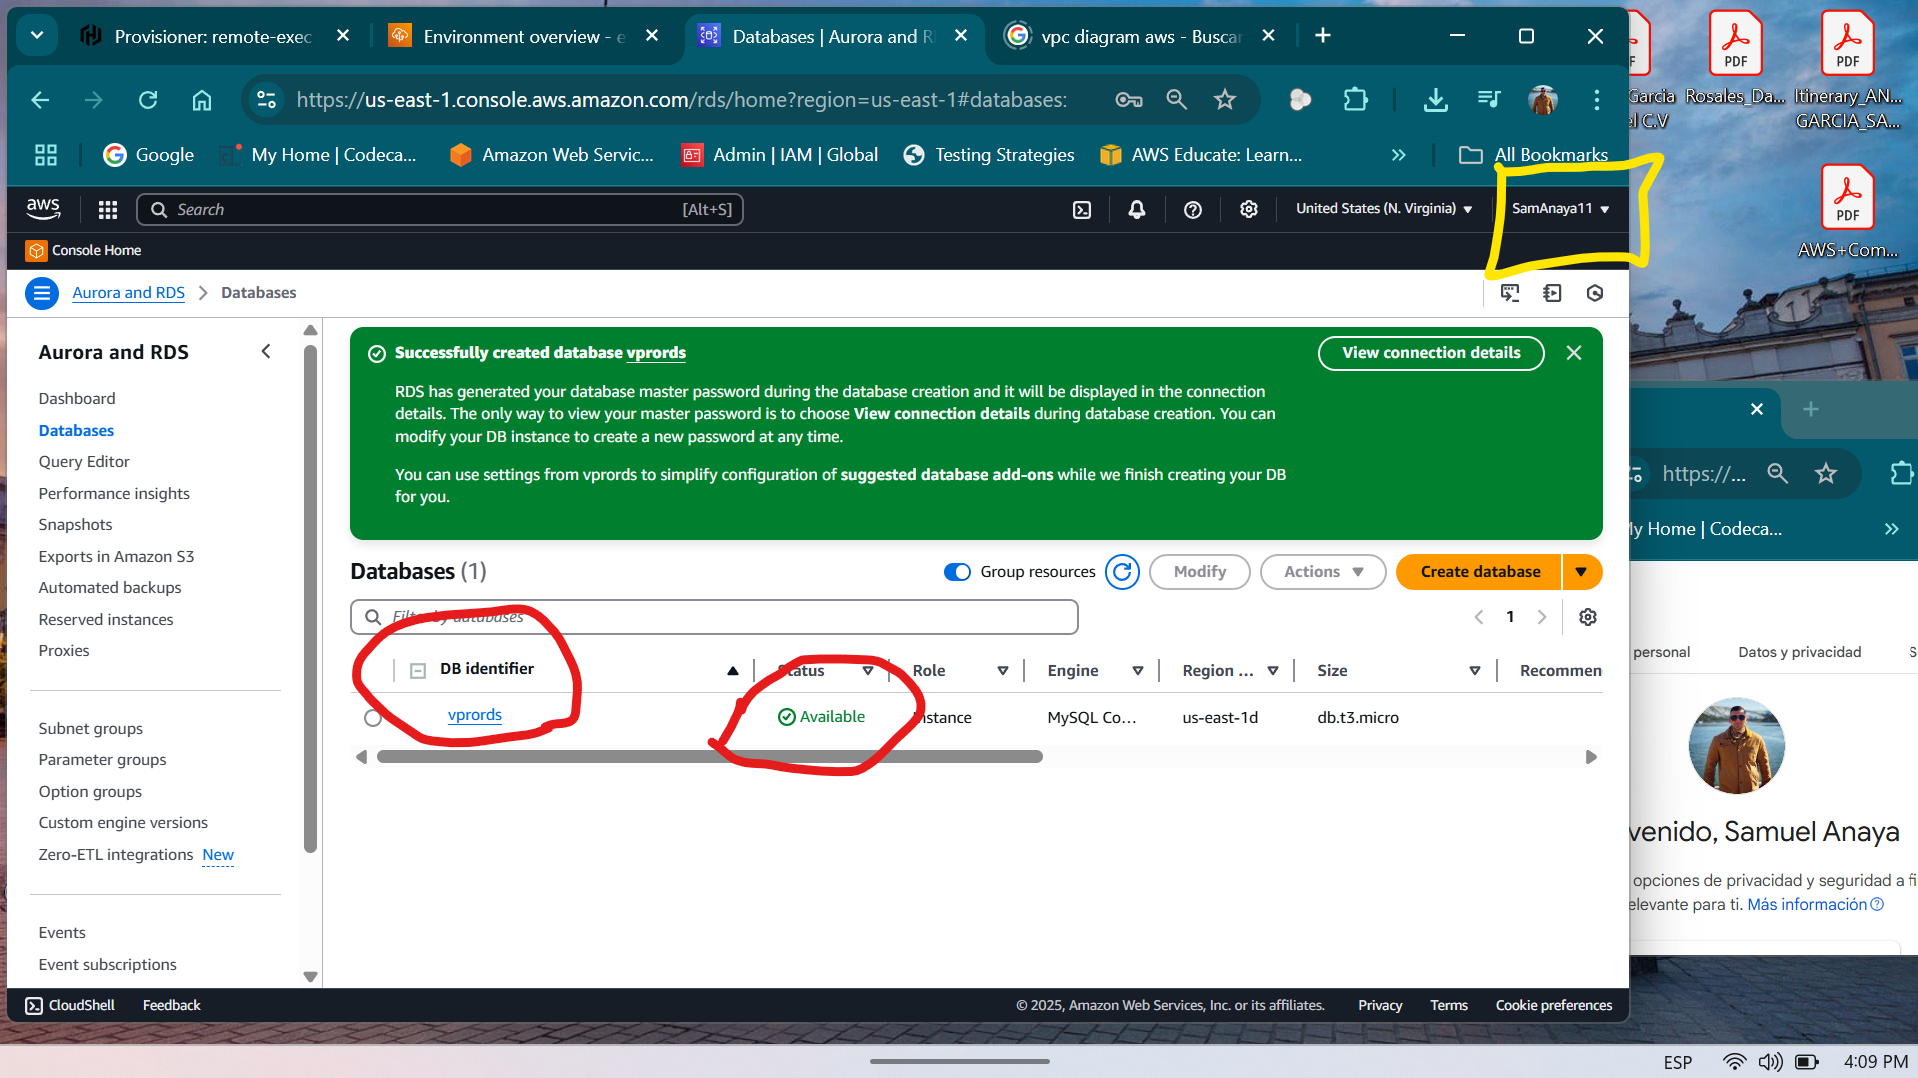 Provisioner: remote-exec
Environment overview - e
Databases | Aurora and R
vpc diagram aws - Buscar
https://us-east-1.console.aws.amazon.com/rds/home?region=us-east-1#databases:
Google
My Home | Codeca...
Amazon Web Servic...
Admin | IAM | Global
Testing Strategies
AWS Educate: Learn...
All Bookmarks
aws
Search
[Alt+S]
United States (N. Virginia)
SamAnaya11
Console Home
Aurora and RDS
Databases
Aurora and RDS
Dashboard
Databases
Query Editor
Performance insights
Snapshots
Exports in Amazon S3
Automated backups
Reserved instances
Proxies
Subnet groups
Parameter groups
Option groups
Custom engine versions
Zero-ETL integrations New
Events
Event subscriptions
Successfully created database vprords
View connection details
RDS has generated your database master password during the database creation and it will be displayed in the connection
details. The only way to view your master password is to choose View connection details during database creation. You can
modify your DB instance to create a new password at any time.
You can use settings from vprords to simplify configuration of suggested database add-ons while we finish creating your DB
for you.
Databases (1)
Group resources
Modify
Actions
Create database
Filter by databases
1
DB identifier
Status
Role
Engine
Region ...
Size
Recommen
vprords
Available
Instance
MySQL Co...
us-east-1d
db.t3.micro
CloudShell
Feedback
© 2025, Amazon Web Services, Inc. or its affiliates.
Privacy
Terms
Cookie preferences
PDF
PDF
Garcia
el C.V
Rosales_Da...
Itinerary_AN...
GARCIA_SA...
PDF
AWS+Com...
https://...
My Home | Codeca...
personal
Datos y privacidad
S
venido, Samuel Anaya
opciones de privacidad y seguridad a fi
elevante para ti. Más información
ESP
4:09 PM